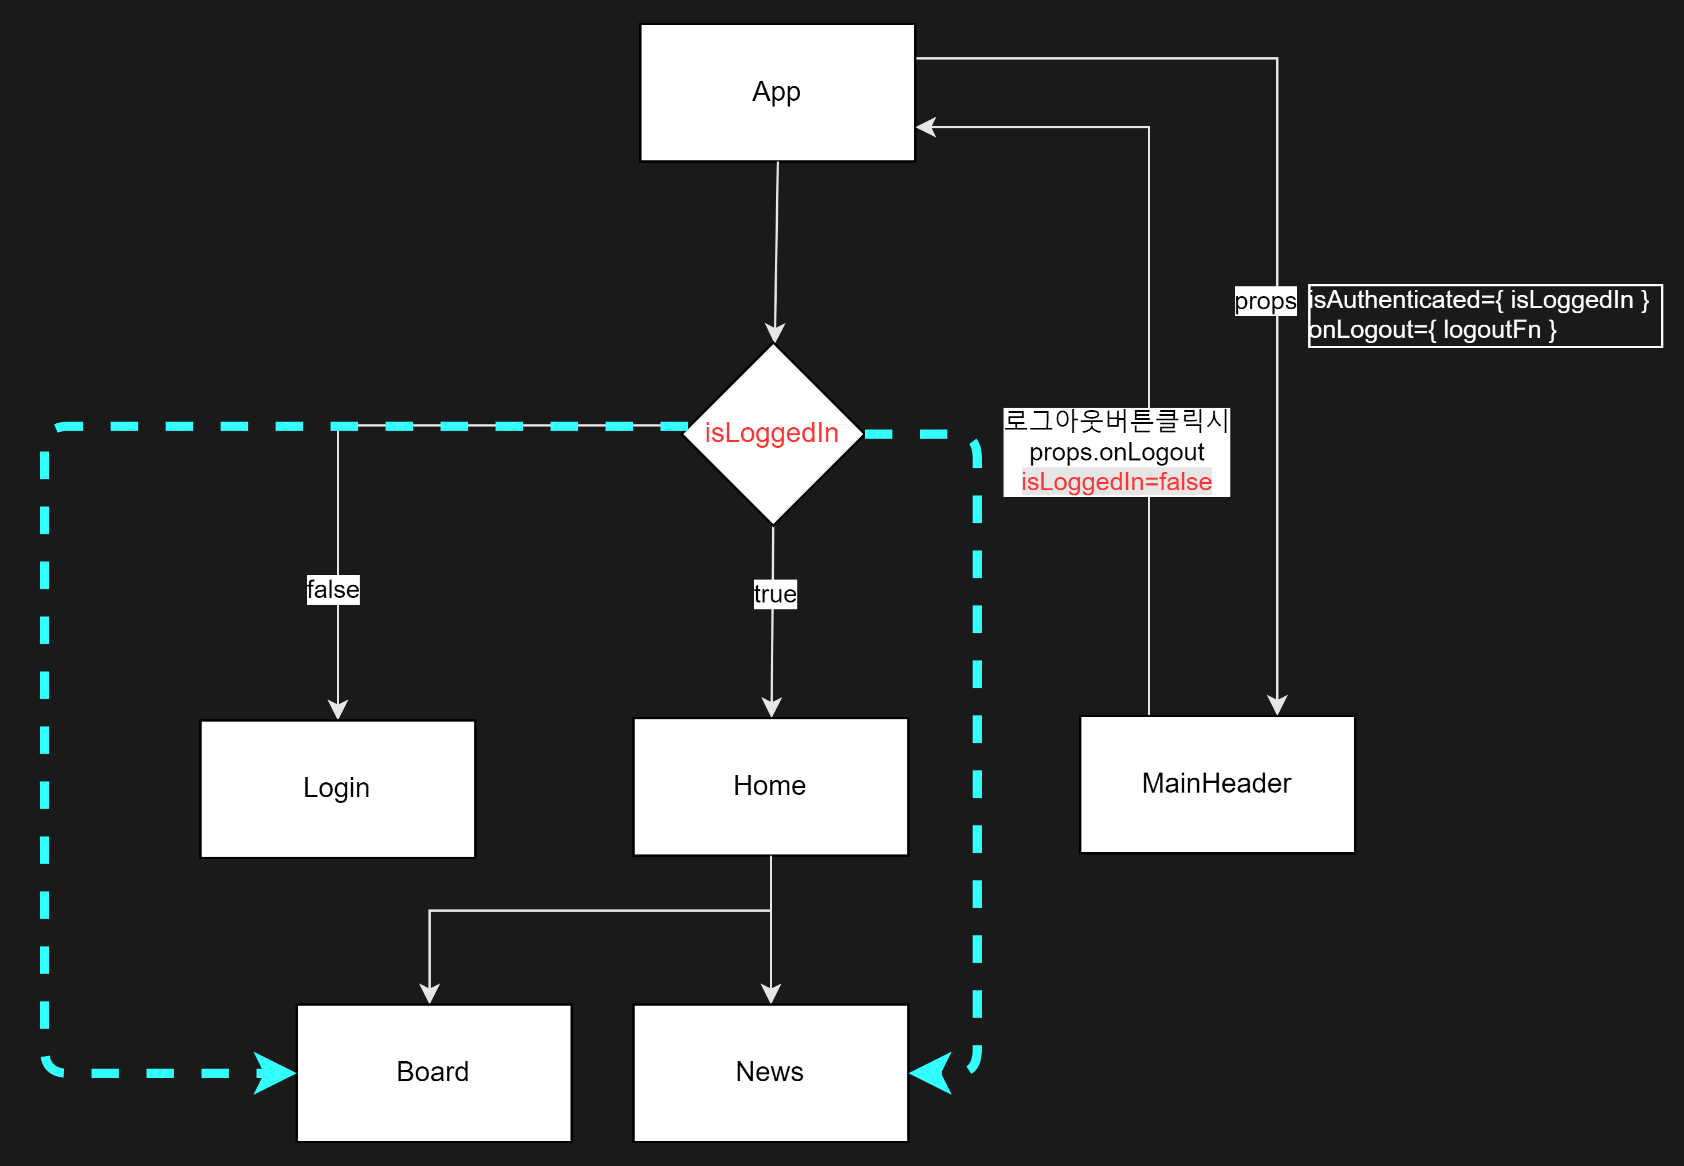 App
props
isAuthenticated={ isLoggedIn }
onLogout={ logoutFn }
로그아웃버튼클릭시
props.onLogout
isLoggedIn=false
isLoggedIn
false
true
Login
Home
MainHeader
Board
News